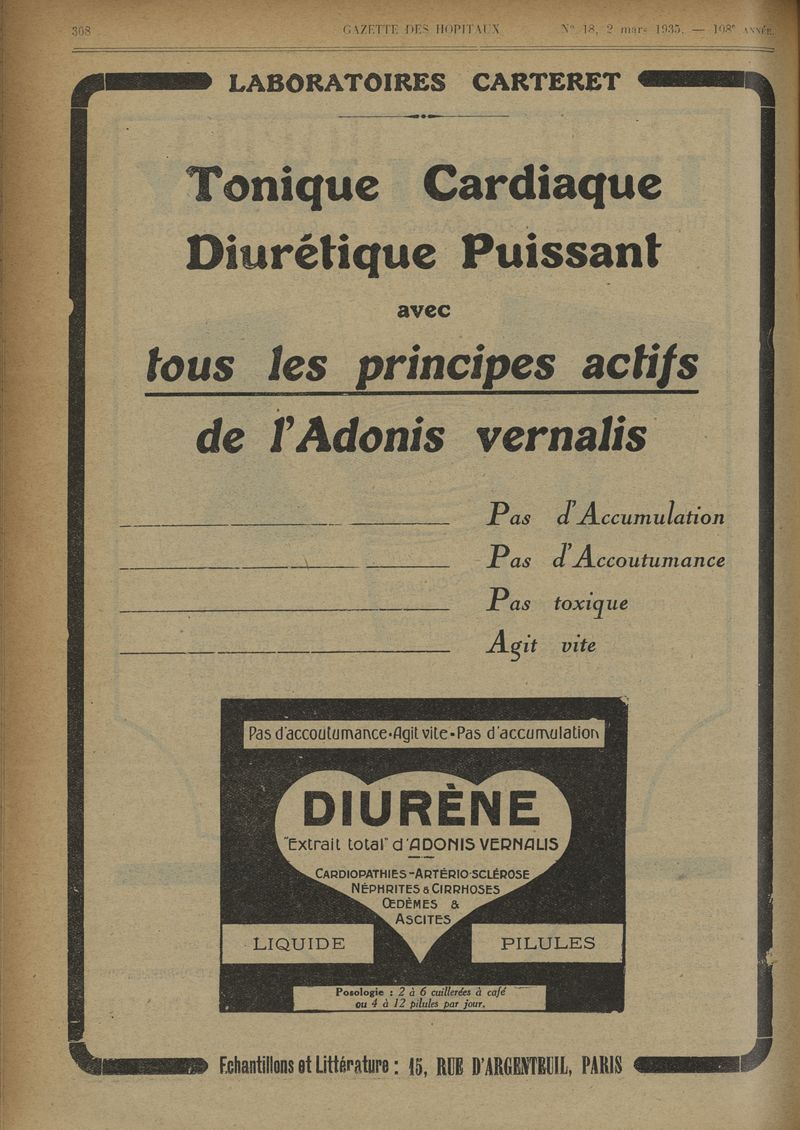 308
GAZETTE DES HOPITAUX
Nº 18, 2 mars 1935. — 108e ANNÉE.
LABORATOIRES CARTERET
Tonique Cardiaque
Diurétique Puissant
avec
tous les principes actifs
de l'Adonis vernalis
Pas d'Accumulation
Pas d'Accoutumance
Pas toxique
Agit vite
Pas d'accoutumance•Agit vite-Pas d'accumulation
DIURÈNE
"Extrait total" d'ADONIS VERNALIS
CARDIOPATHIES-ARTÉRIO-SCLÉROSE
NÉPHRITES & CIRRHOSES
ŒDÈMES &
ASCITES
LIQUIDE
PILULES
Posologie : 2 à 6 cuillerées à café
ou 4 à 12 pilules par jour.
Echantillons et Littérature : 15, RUE D'ARGENTEUIL, PARIS